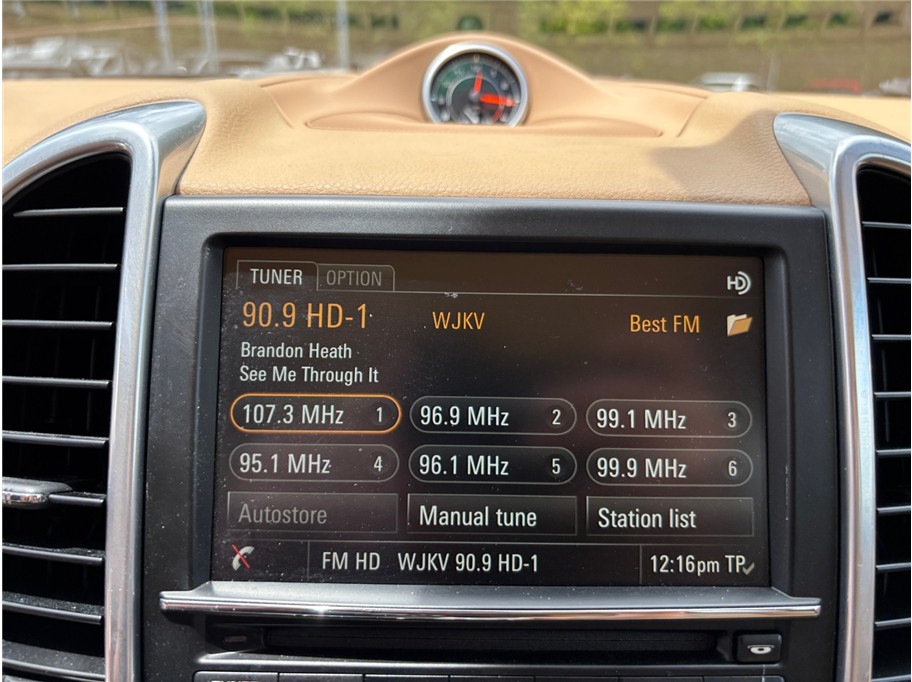 TUNER OPTION HD
90.9 HD-1 WJKV Best FM
Brandon Heath
See Me Through It
107.3 MHz 1 96.9 MHz 2 99.1 MHz 3
95.1 MHz 4 96.1 MHz 5 99.9 MHz 6
Autostore Manual tune Station list
FM HD WJKV 90.9 HD-1 12:16pm TP